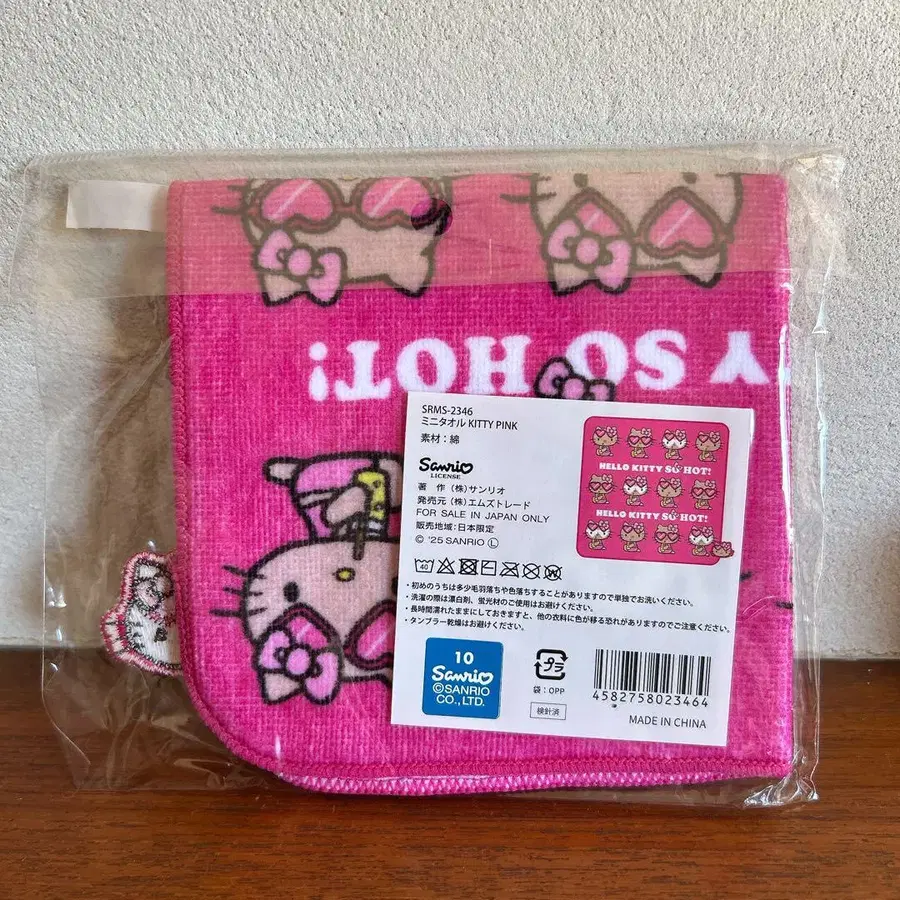 Y SO HOT!
SRMS-2346
ミニタオル KITTY PINK
素材：綿
Sanrio
LICENSE
著 作 (株)サンリオ
発売元 (株)エムズトレード
FOR SALE IN JAPAN ONLY
販売地域：日本限定
© '25 SANRIO Ⓛ
HELLO KITTY SO HOT!
HELLO KITTY SO HOT!
40
W
・初めのうちは多少毛羽落ちや色落ちすることがありますので単独でお洗いください。
・洗濯の際は漂白剤、蛍光材のご使用はお避けください。
・長時間濡れたままにしておきますと、他の衣料に色が移る恐れがありますのでご注意ください。
・タンブラー乾燥はお避けください。
10
Sanrio
©SANRIO
CO., LTD.
プラ
袋：OPP
検針済
4582758023464
MADE IN CHINA